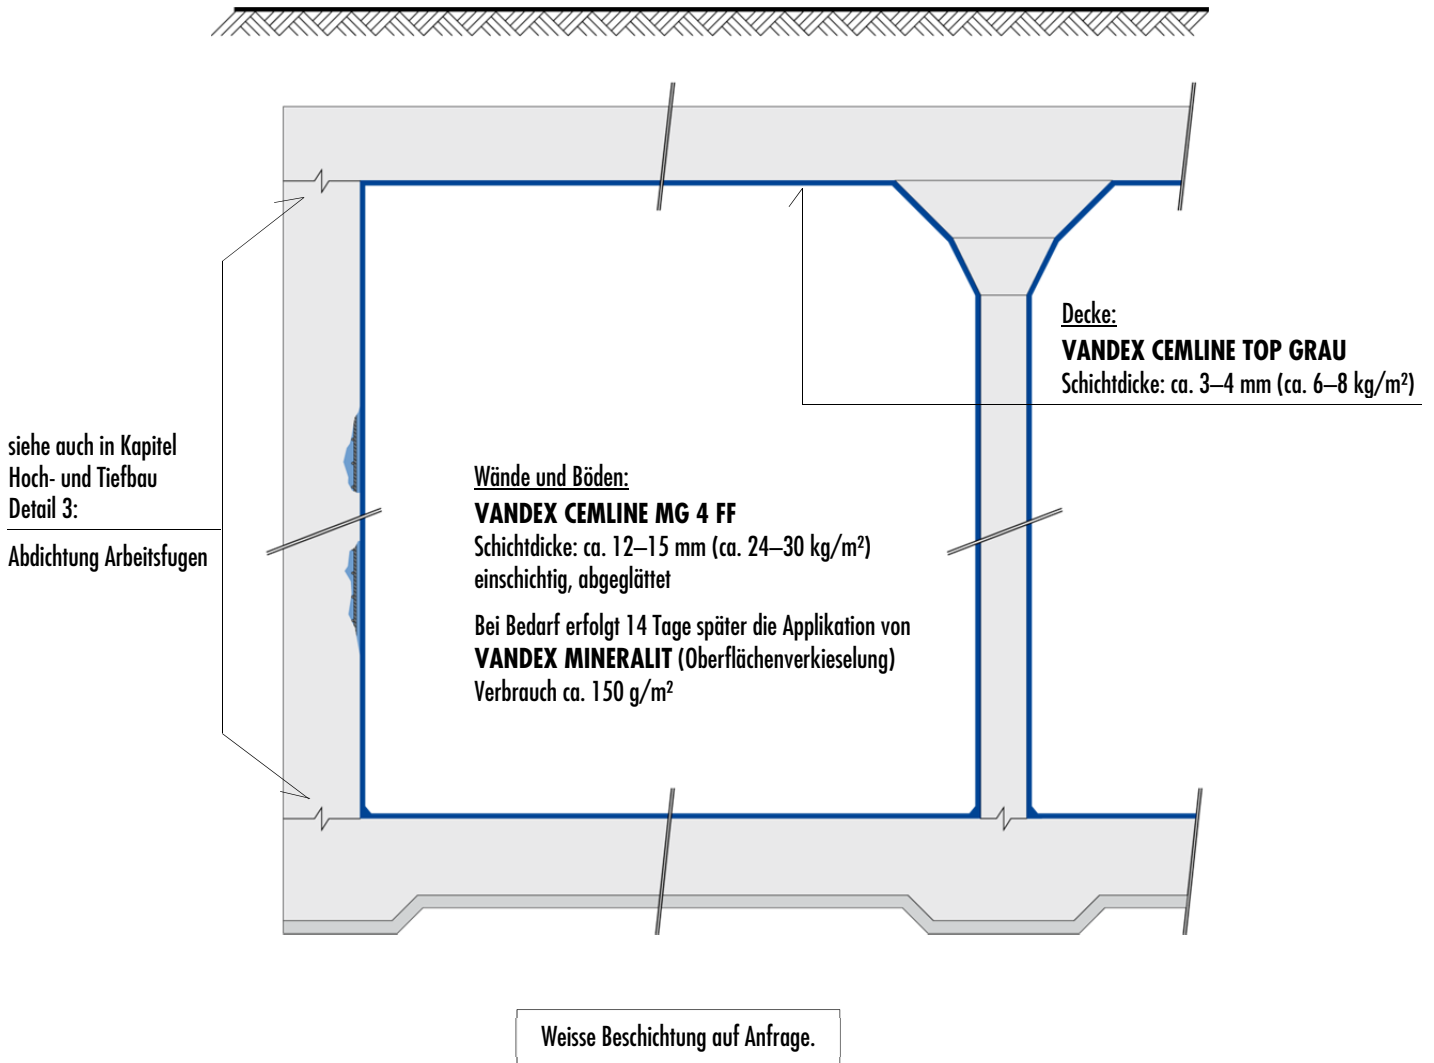 Decke:
VANDEX CEMLINE TOP GRAU
Schichtdicke: ca. 3–4 mm (ca. 6–8 kg/m²)
siehe auch in Kapitel
Hoch- und Tiefbau
Detail 3:
Abdichtung Arbeitsfugen
Wände und Böden:
VANDEX CEMLINE MG 4 FF
Schichtdicke: ca. 12–15 mm (ca. 24–30 kg/m²)
einschichtig, abgeglättet
Bei Bedarf erfolgt 14 Tage später die Applikation von
VANDEX MINERALIT (Oberflächenverkieselung)
Verbrauch ca. 150 g/m²
Weisse Beschichtung auf Anfrage.